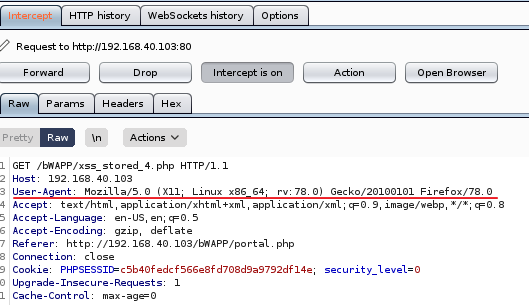 Intercept HTTP history WebSockets history Options
Request to http://192.168.40.103:80
Forward Drop Intercept is on Action Open Browser
Raw Params Headers Hex
Pretty Raw \n Actions
1 GET /bWAPP/xss_stored_4.php HTTP/1.1
2 Host: 192.168.40.103
3 User-Agent: Mozilla/5.0 (X11; Linux x86_64; rv:78.0) Gecko/20100101 Firefox/78.0
4 Accept: text/html,application/xhtml+xml,application/xml;q=0.9,image/webp,*/*;q=0.8
5 Accept-Language: en-US,en;q=0.5
6 Accept-Encoding: gzip, deflate
7 Referer: http://192.168.40.103/bWAPP/portal.php
8 Connection: close
9 Cookie: PHPSESSID=c5b40fedcf566e8fd708d9a9792df14e; security_level=0
0 Upgrade-Insecure-Requests: 1
1 Cache-Control: max-age=0